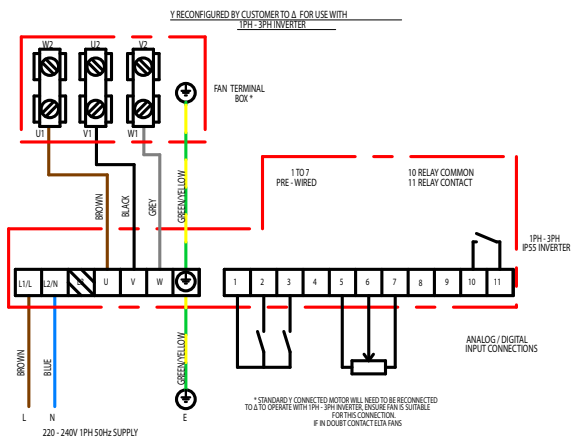 Y RECONFIGURED BY CUSTOMER TO Δ FOR USE WITH
1PH - 3PH INVERTER
W2 U2 V2
FAN TERMINAL
BOX *
U1 V1 W1
BROWN
BLACK
GREY
GREEN/YELLOW
1 TO 7
PRE - WIRED
10 RELAY COMMON
11 RELAY CONTACT
1PH - 3PH
IP55 INVERTER
L1/L L2/N L3 U V W
1 2 3 4 5 6 7 8 9 10 11
BROWN
BLUE
GREEN/YELLOW
ANALOG / DIGITAL
INPUT CONNECTIONS
L N E
220 - 240V 1PH 50Hz SUPPLY
* STANDARD Y CONNECTED MOTOR WILL NEED TO BE RECONNECTED
TO Δ TO OPERATE WITH 1PH - 3PH INVERTER, ENSURE FAN IS SUITABLE
FOR THIS CONNECTION.
IF IN DOUBT CONTACT ELTA FANS